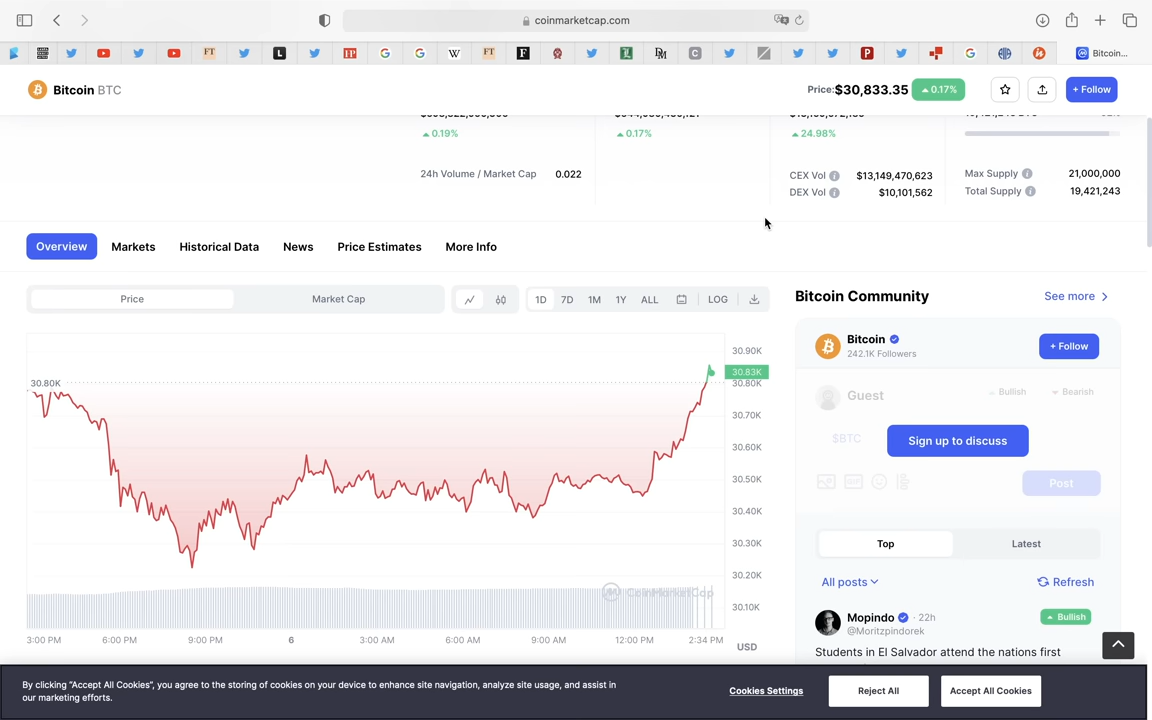 coinmarketcap.com
Bitcoin...
Bitcoin BTC
Price:$30,833.35 0.17%
+ Follow
0.19%
0.17%
24.98%
24h Volume / Market Cap 0.022
CEX Vol $13,149,470,623
DEX Vol $10,101,562
Max Supply 21,000,000
Total Supply 19,421,243
Overview Markets Historical Data News Price Estimates More Info
Price Market Cap
1D 7D 1M 1Y ALL LOG
30.90K
30.83K
30.80K
30.80K
30.70K
30.60K
30.50K
30.40K
30.30K
30.20K
30.10K
CoinMarketCap
3:00 PM 6:00 PM 9:00 PM 6 3:00 AM 6:00 AM 9:00 AM 12:00 PM 2:34 PM
USD
Bitcoin Community See more
Bitcoin
242.1K Followers
+ Follow
Guest Bullish Bearish
$BTC
Sign up to discuss
GIF
Post
Top Latest
All posts Refresh
Mopindo · 22h
@Moritzpindorek
Bullish
Students in El Salvador attend the nations first
By clicking “Accept All Cookies”, you agree to the storing of cookies on your device to enhance site navigation, analyze site usage, and assist in
our marketing efforts.
Cookies Settings Reject All Accept All Cookies